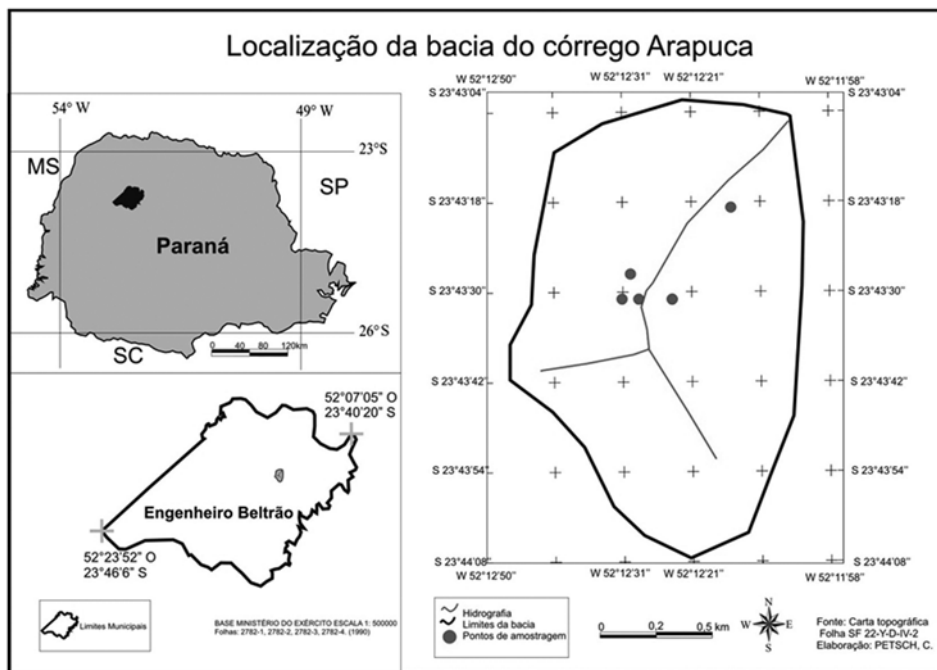 Localização da bacia do córrego Arapuca
54° W
49° W
MS
23°S
SP
Paraná
26°S
SC
0 40 80 120km
52°07'05" O
23°40'20" S
Engenheiro Beltrão
52°23'52" O
23°46'6" S
Limites Municipais
BASE MINISTÉRIO DO EXÉRCITO ESCALA 1: 500000
Folhas: 2782-1, 2782-2, 2782-3, 2782-4. (1990)
W 52°12'50"
W 52°12'31"
W 52°12'21"
W 52°11'58"
S 23°43'04"
S 23°43'04"
S 23°43'18"
S 23°43'18"
S 23°43'30"
S 23°43'30"
S 23°43'42"
S 23°43'42"
S 23°43'54"
S 23°43'54"
S 23°44'08"
S 23°44'08"
W 52°12'50"
W 52°12'31"
W 52°12'21"
W 52°11'58"
Hidrografia
Limites da bacia
Pontos de amostragem
0 0.2 0.5 km
N
W
E
S
Fonte: Carta topográfica
Folha SF 22-Y-D-IV-2
Elaboração: PETSCH, C.